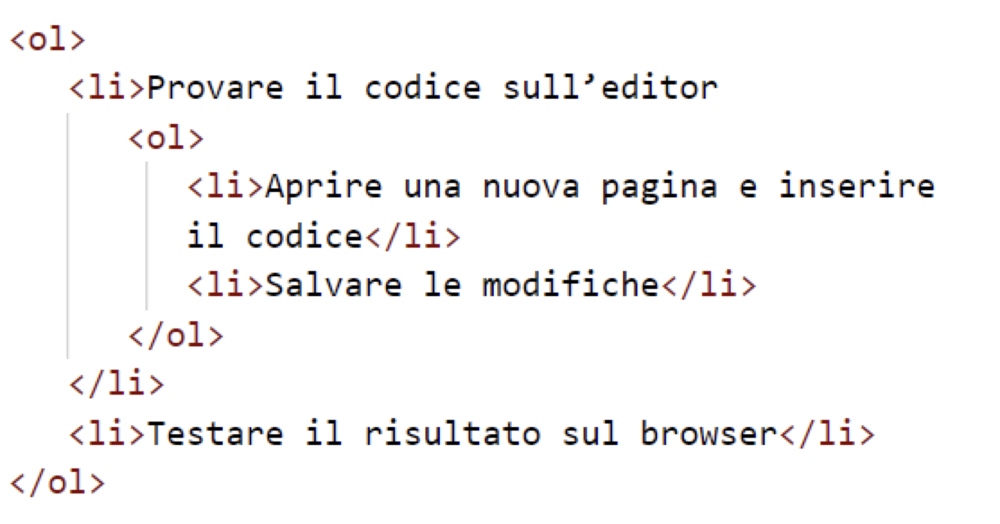 <ol>
<li>Provare il codice sull’editor
<ol>
<li>Aprire una nuova pagina e inserire
il codice</li>
<li>Salvare le modifiche</li>
</ol>
</li>
<li>Testare il risultato sul browser</li>
</ol>